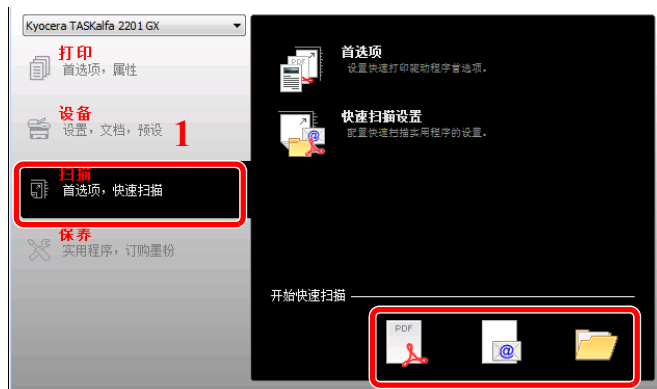 Kyocera TASKalfa 2201 GX
打印
首选项，属性
设备
设置，文档，预设
1
扫描
首选项，快速扫描
保养
实用程序，订购墨粉
首选项
设置快速打印驱动程序首选项。
快速扫描设置
配置快速扫描实用程序的设置。
开始快速扫描
PDF
@